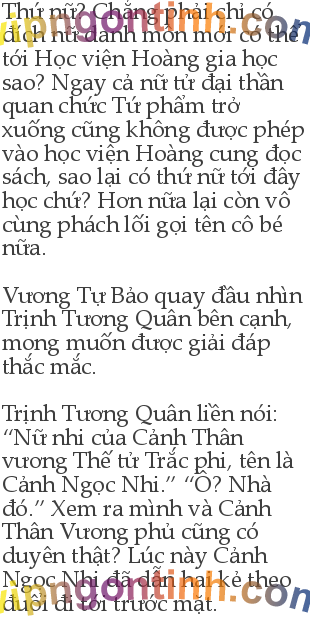 Thứ nữ? Chẳng phải chỉ có
đích nữ danh môn mới có thể
tới Học viện Hoàng gia học
sao? Ngay cả nữ tử đại thần
quan chức Tứ phẩm trở
xuống cũng không được phép
vào học viện Hoàng cung đọc
sách, sao lại có thứ nữ tới đây
học chứ? Hơn nữa lại còn vô
cùng phách lối gọi tên cô bé
nữa.
Vương Tự Bảo quay đầu nhìn
Trịnh Tương Quân bên cạnh,
mong muốn được giải đáp
thắc mắc.
Trịnh Tương Quân liền nói:
“Nữ nhi của Cảnh Thân
vương Thế tử Trắc phi, tên là
Cảnh Ngọc Nhi.” “Ồ? Nhà
đó.” Xem ra mình và Cảnh
Thân Vương phủ cũng có
duyên thật? Lúc này Cảnh
Ngọc Nhi đã dẫn hai kẻ theo
đuôi đi tới trước mặt.
vipngontinh.com
vipngontinh.com